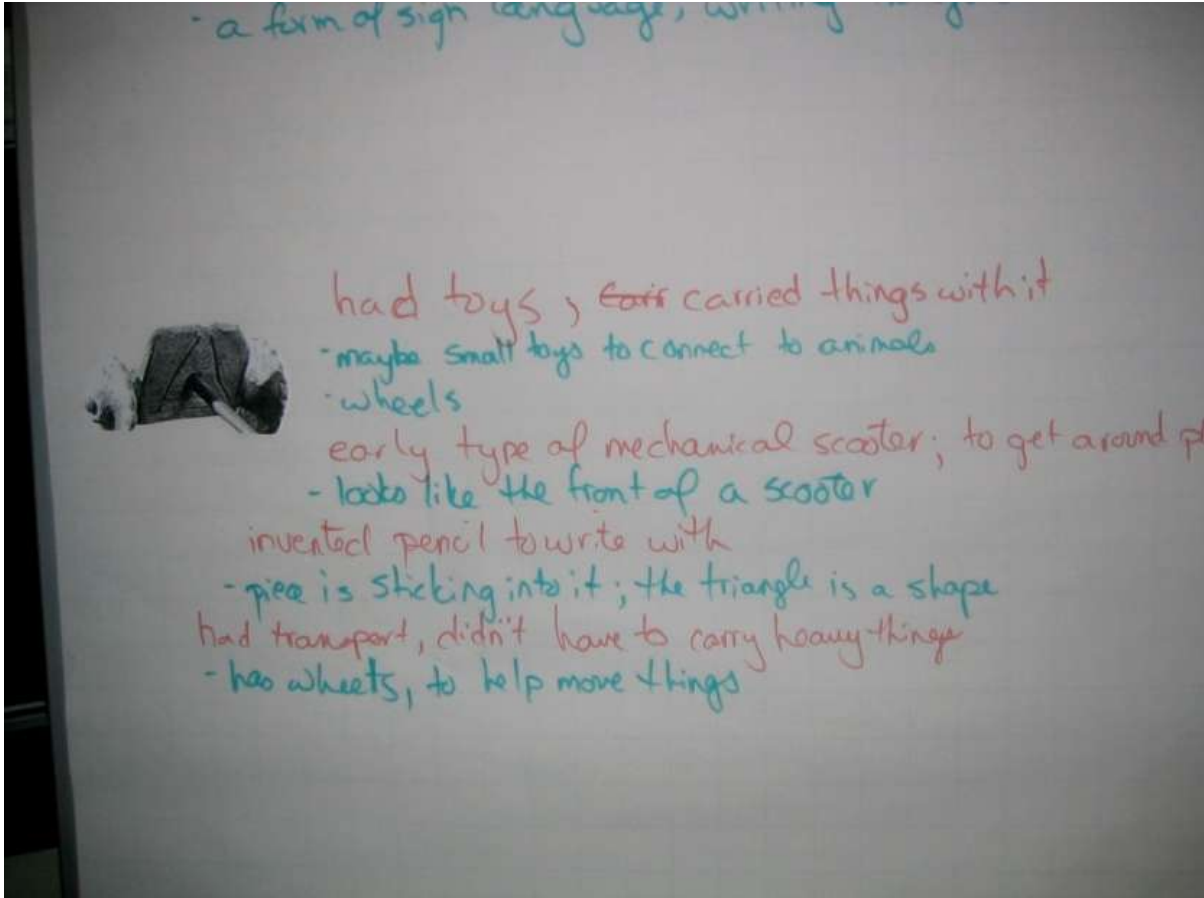 - a form of sign language, writing
had toys, carried things with it
- maybe small toys to connect to animals
- wheels
early type of mechanical scooter; to get around
- looks like the front of a scooter
invented pencil to write with
- piece is sticking into it; the triangle is a shape
had transport, didn't have to carry heavy things
- has wheels, to help move things